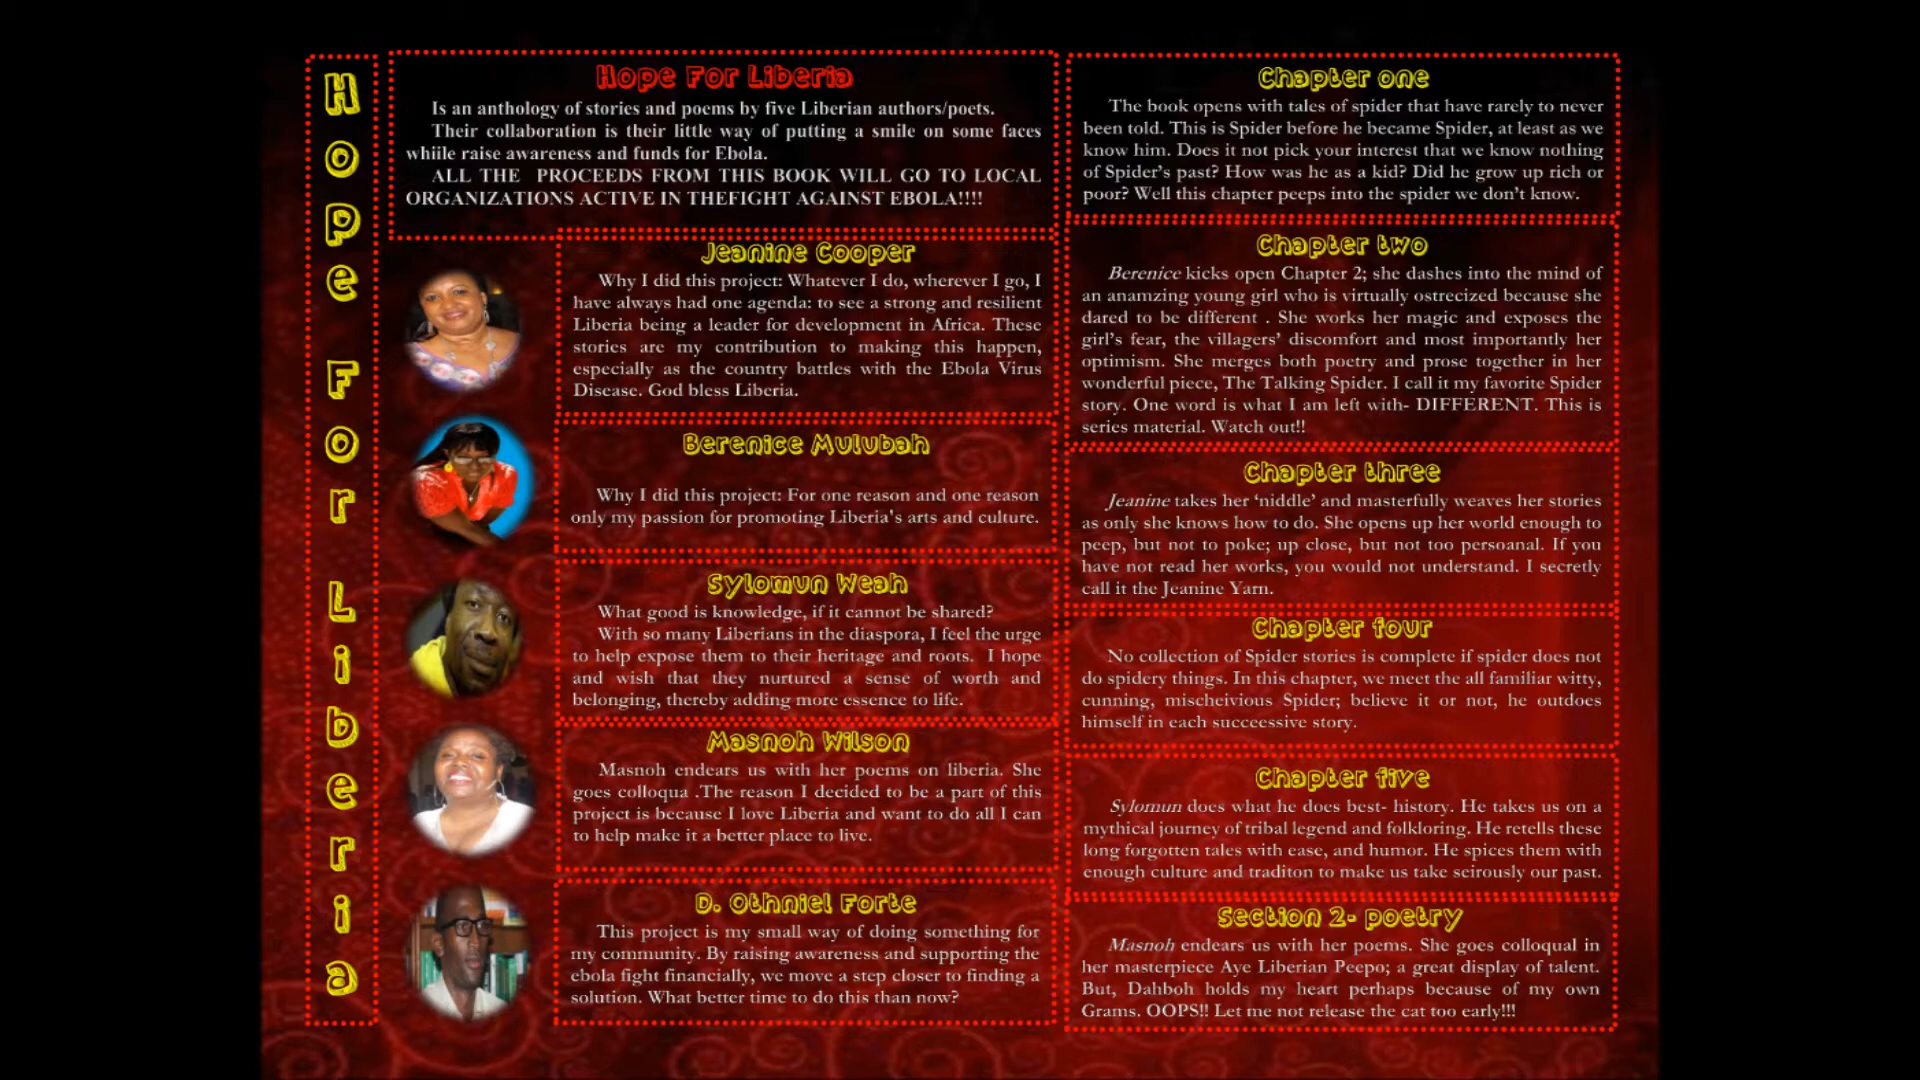 Hope For Liberia
Hope For Liberia
Is an anthology of stories and poems by five Liberian authors/poets.
Their collaboration is their little way of putting a smile on some faces
whiile raise awareness and funds for Ebola.
ALL THE PROCEEDS FROM THIS BOOK WILL GO TO LOCAL
ORGANIZATIONS ACTIVE IN THEFIGHT AGAINST EBOLA!!!!
Jeanine Cooper
Why I did this project: Whatever I do, wherever I go, I
have always had one agenda: to see a strong and resilient
Liberia being a leader for development in Africa. These
stories are my contribution to making this happen,
especially as the country battles with the Ebola Virus
Disease. God bless Liberia.
Berenice Mulubah
Why I did this project: For one reason and one reason
only my passion for promoting Liberia's arts and culture.
Sylomun Weah
What good is knowledge, if it cannot be shared?
With so many Liberians in the diaspora, I feel the urge
to help expose them to their heritage and roots. I hope
and wish that they nurtured a sense of worth and
belonging, thereby adding more essence to life.
Masnoh Wilson
Masnoh endears us with her poems on liberia. She
goes colloqua .The reason I decided to be a part of this
project is because I love Liberia and want to do all I can
to help make it a better place to live.
D. Othniel Forte
This project is my small way of doing something for
my community. By raising awareness and supporting the
ebola fight financially, we move a step closer to finding a
solution. What better time to do this than now?
Chapter one
The book opens with tales of spider that have rarely to never
been told. This is Spider before he became Spider, at least as we
know him. Does it not pick your interest that we know nothing
of Spider's past? How was he as a kid? Did he grow up rich or
poor? Well this chapter peeps into the spider we don't know.
Chapter two
Berenice kicks open Chapter 2; she dashes into the mind of
an anamzing young girl who is virtually ostrecized because she
dared to be different . She works her magic and exposes the
girl's fear, the villagers' discomfort and most importantly her
optimism. She merges both poetry and prose together in her
wonderful piece, The Talking Spider. I call it my favorite Spider
story. One word is what I am left with- DIFFERENT. This is
series material. Watch out!!
Chapter three
Jeanine takes her 'niddle' and masterfully weaves her stories
as only she knows how to do. She opens up her world enough to
peep, but not to poke; up close, but not too persoanal. If you
have not read her works, you would not understand. I secretly
call it the Jeanine Yarn.
Chapter four
No collection of Spider stories is complete if spider does not
do spidery things. In this chapter, we meet the all familiar witty,
cunning, mischeivious Spider; believe it or not, he outdoes
himself in each succeessive story.
Chapter five
Sylomun does what he does best- history. He takes us on a
mythical journey of tribal legend and folkloring. He retells these
long forgotten tales with ease, and humor. He spices them with
enough culture and traditon to make us take seirously our past.
Section 2- poetry
Masnoh endears us with her poems. She goes colloqual in
her masterpiece Aye Liberian Peepo; a great display of talent.
But, Dahboh holds my heart perhaps because of my own
Grams. OOPS!! Let me not release the cat too early!!!